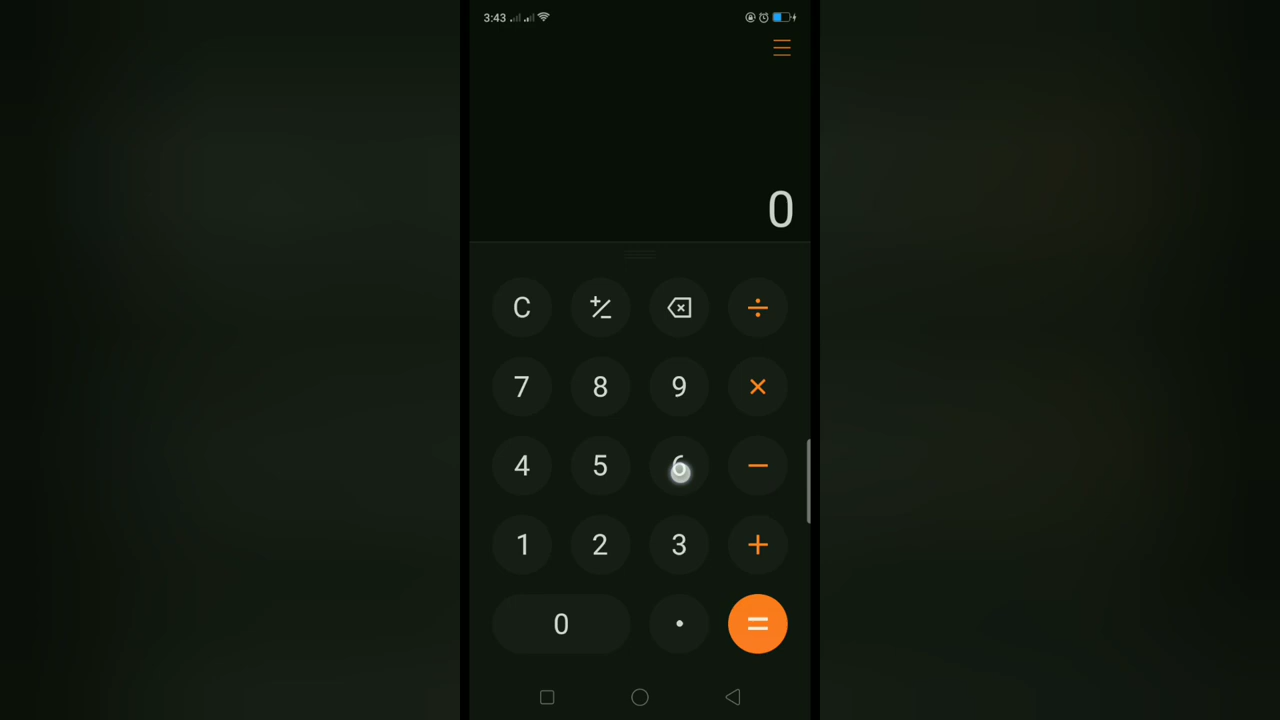 3:43
0
C +/− ÷
7 8 9 ×
4 5 6 −
1 2 3 +
0 . =